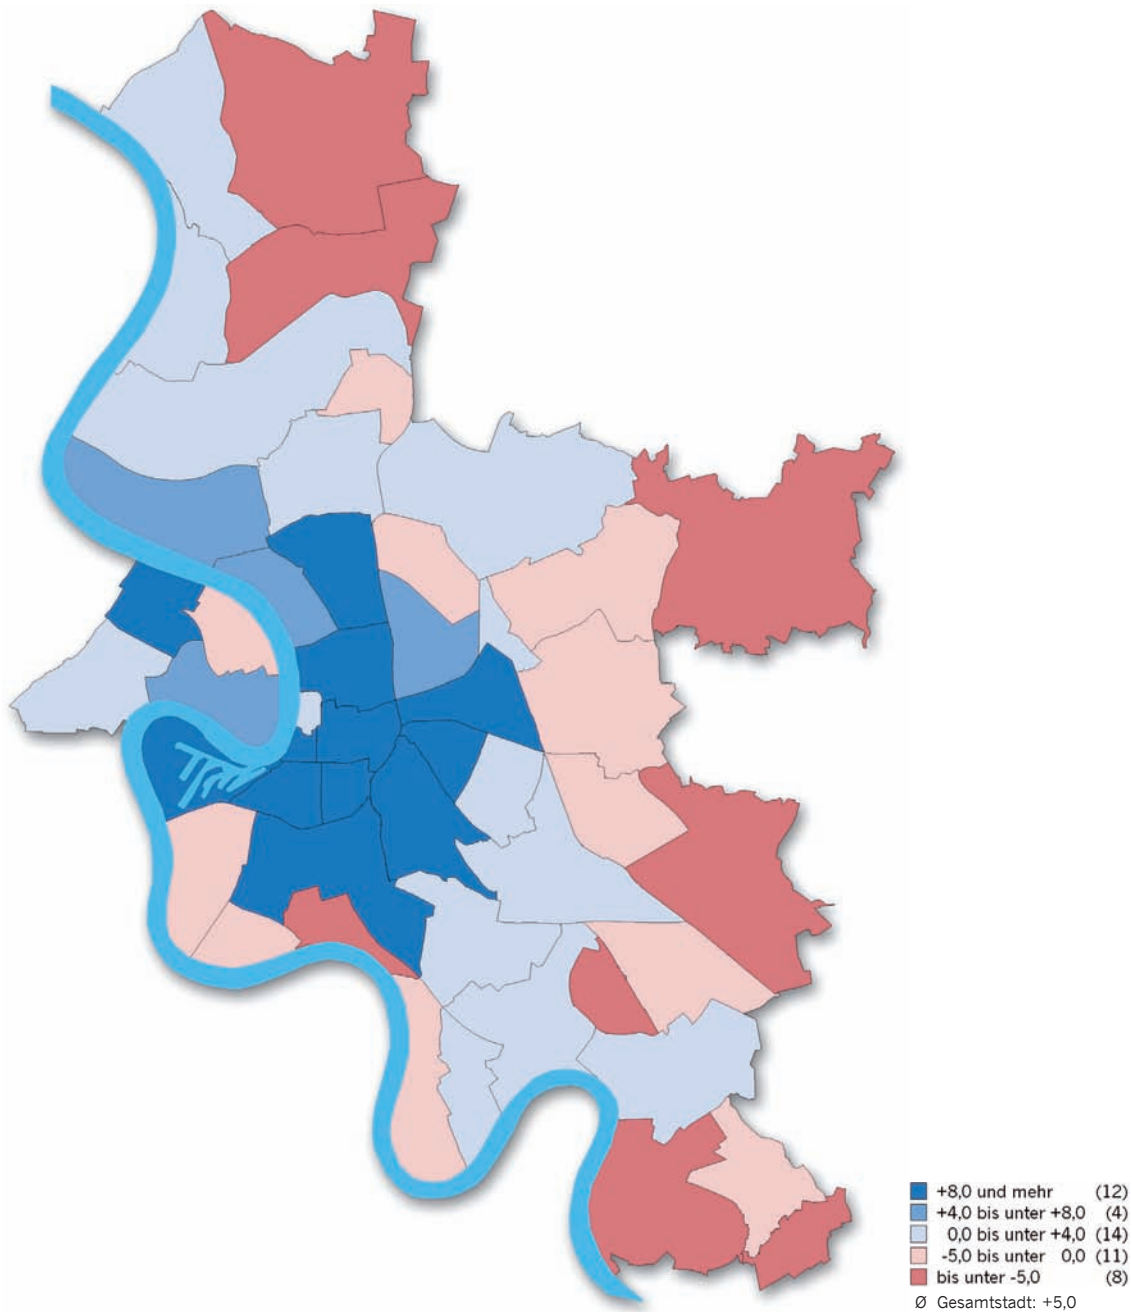 +8,0 und mehr (12)
+4,0 bis unter +8,0 (4)
0,0 bis unter +4,0 (14)
-5,0 bis unter 0,0 (11)
bis unter -5,0 (8)
Ø Gesamtstadt: +5,0